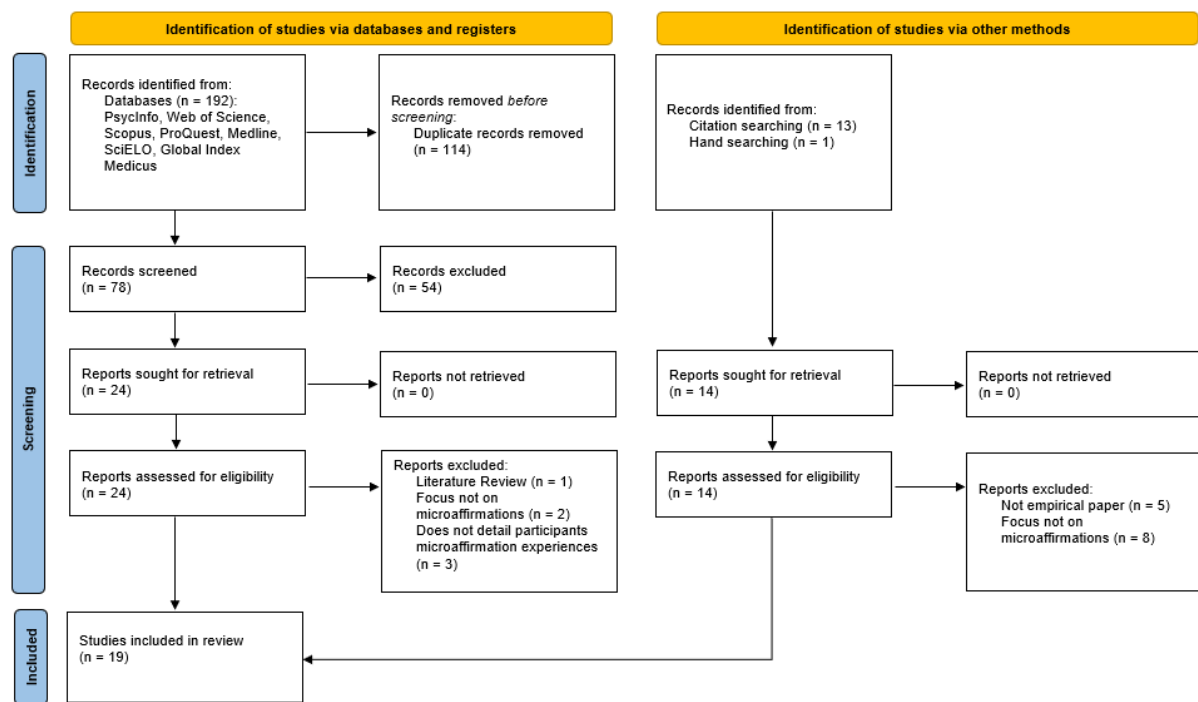 Identification of studies via databases and registers
Identification of studies via other methods
Identification
Records identified from:
Databases (n = 192):
PsycInfo, Web of Science,
Scopus, ProQuest, Medline,
SciELO, Global Index
Medicus
Records removed before
screening:
Duplicate records removed
(n = 114)
Records identified from:
Citation searching (n = 13)
Hand searching (n = 1)
Screening
Records screened
(n = 78)
Records excluded
(n = 54)
Reports sought for retrieval
(n = 24)
Reports not retrieved
(n = 0)
Reports sought for retrieval
(n = 14)
Reports not retrieved
(n = 0)
Reports assessed for eligibility
(n = 24)
Reports excluded:
Literature Review (n = 1)
Focus not on
microaffirmations (n = 2)
Does not detail participants
microaffirmation experiences
(n = 3)
Reports assessed for eligibility
(n = 14)
Reports excluded:
Not empirical paper (n = 5)
Focus not on
microaffirmations (n = 8)
Included
Studies included in review
(n = 19)